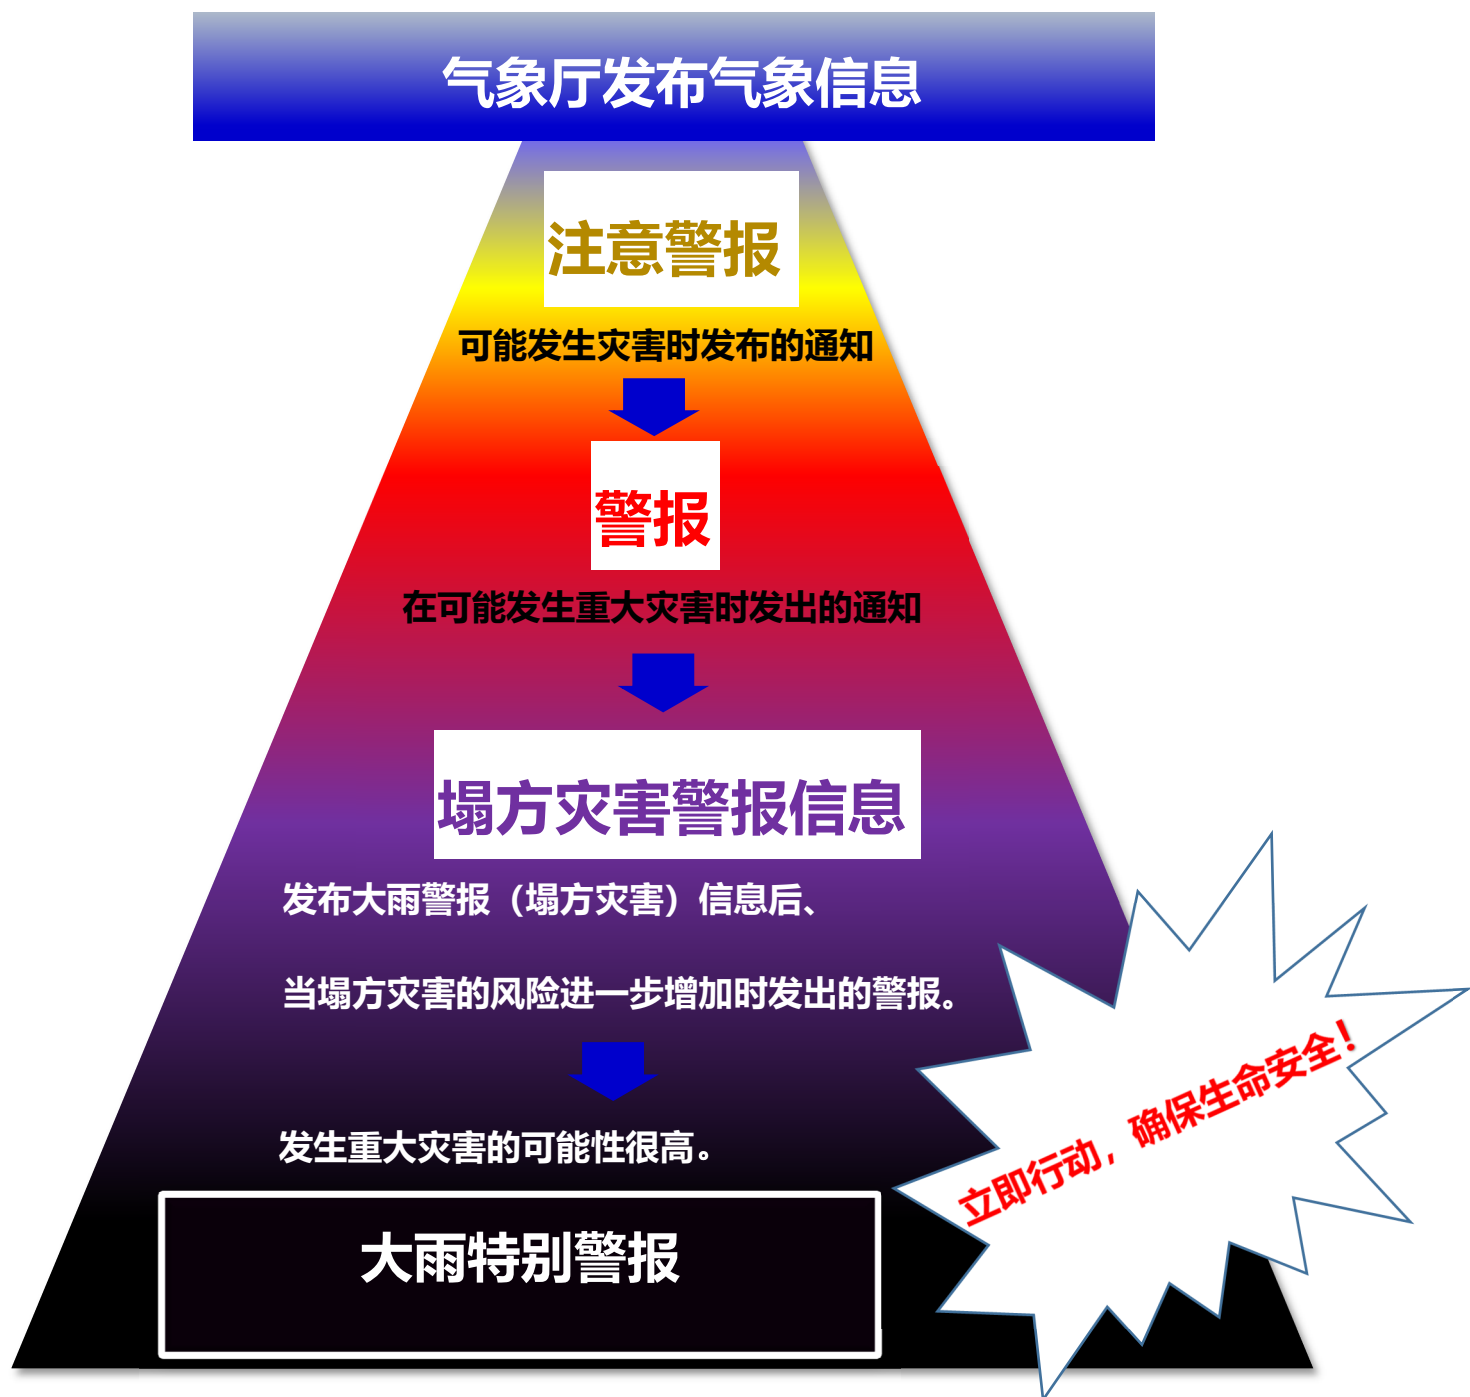 气象厅发布气象信息
注意警报
可能发生灾害时发布的通知
警报
在可能发生重大灾害时发出的通知
塌方灾害警报信息
发布大雨警报（塌方灾害）信息后、
当塌方灾害的风险进一步增加时发出的警报。
发生重大灾害的可能性很高。
大雨特别警报
立即行动，确保生命安全！